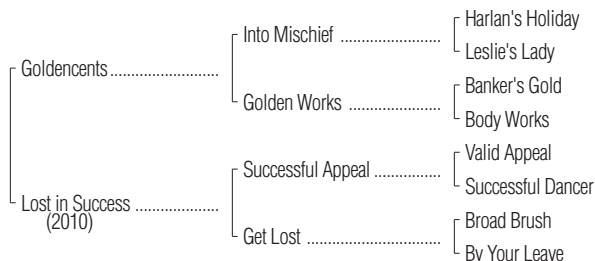 Harlan's Holiday
Into Mischief
Leslie's Lady
Goldencents
Banker's Gold
Golden Works
Body Works
Valid Appeal
Successful Appeal
Successful Dancer
Lost in Success
(2010)
Broad Brush
Get Lost
By Your Leave